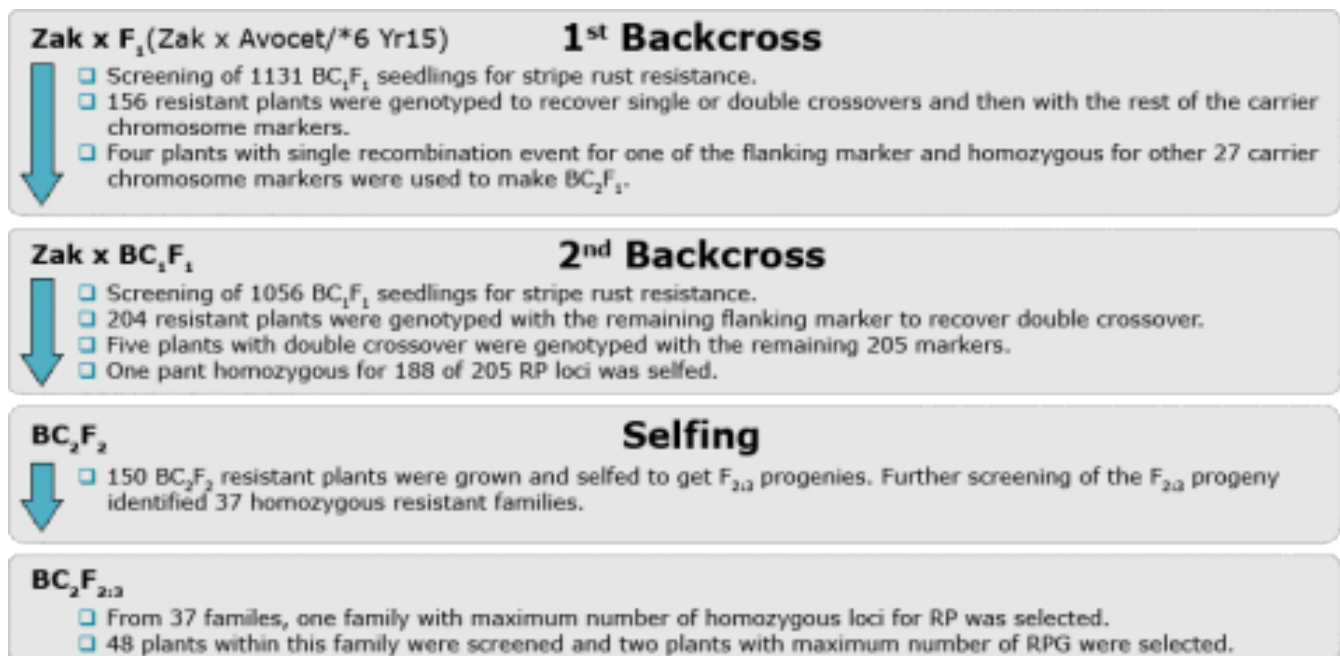 Zak x F₁(Zak x Avocet/*6 Yr15) 1st Backcross
❑ Screening of 1131 BC₁F₁ seedlings for stripe rust resistance.
❑ 156 resistant plants were genotyped to recover single or double crossovers and then with the rest of the carrier
chromosome markers.
❑ Four plants with single recombination event for one of the flanking marker and homozygous for other 27 carrier
chromosome markers were used to make BC₂F₁.
Zak x BC₁F₁ 2nd Backcross
❑ Screening of 1056 BC₁F₁ seedlings for stripe rust resistance.
❑ 204 resistant plants were genotyped with the remaining flanking marker to recover double crossover.
❑ Five plants with double crossover were genotyped with the remaining 205 markers.
❑ One pant homozygous for 188 of 205 RP loci was selfed.
BC₂F₂ Selfing
❑ 150 BC₂F₂ resistant plants were grown and selfed to get F₂:₃ progenies. Further screening of the F₂:₃ progeny
identified 37 homozygous resistant families.
BC₂F₂:₃
❑ From 37 familes, one family with maximum number of homozygous loci for RP was selected.
❑ 48 plants within this family were screened and two plants with maximum number of RPG were selected.